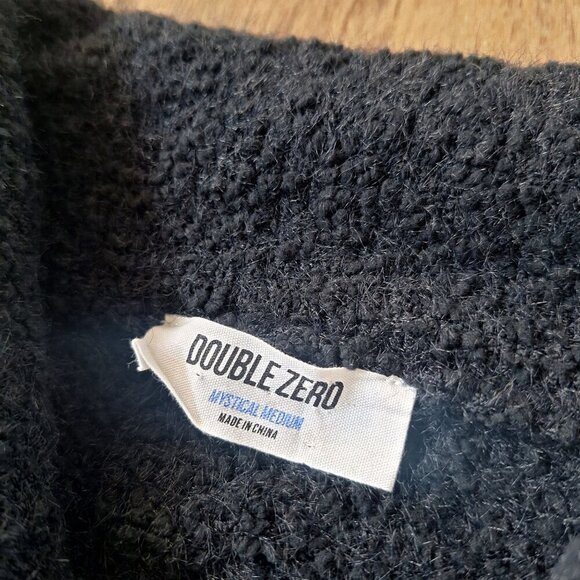 DOUBLE ZERO
MYSTICAL MEDIUM
MADE IN CHINA